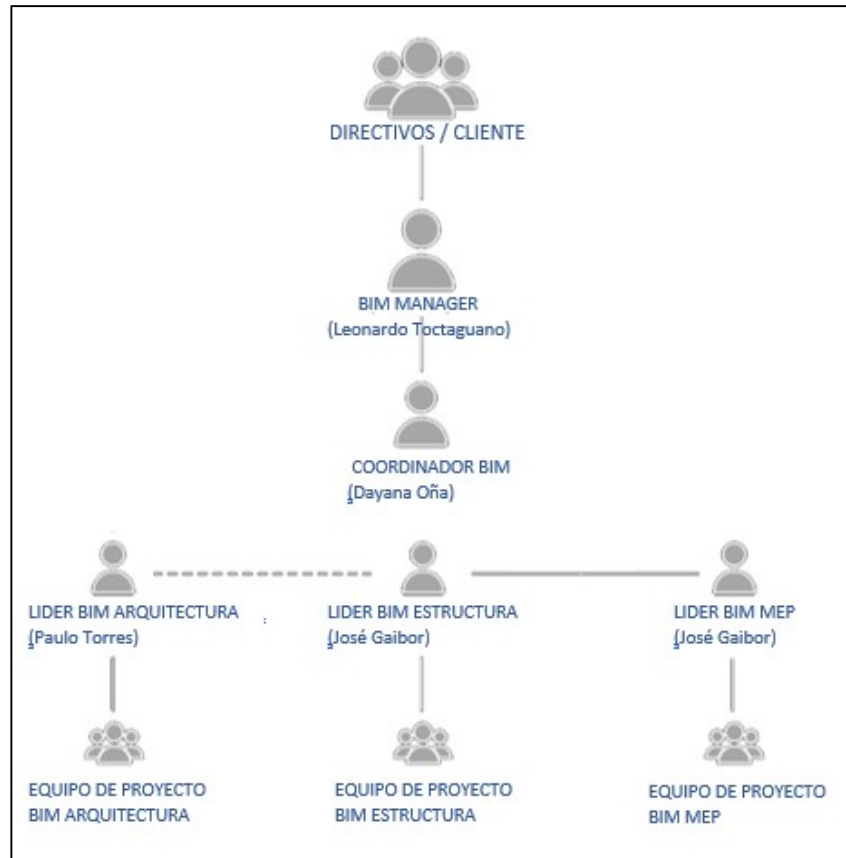 DIRECTIVOS / CLIENTE
BIM MANAGER
(Leonardo Toctaguano)
COORDINADOR BIM
(Dayana Oña)
LIDER BIM ARQUITECTURA
(Paulo Torres)
:
LIDER BIM ESTRUCTURA
(José Gaibor)
LIDER BIM MEP
(José Gaibor)
EQUIPO DE PROYECTO
BIM ARQUITECTURA
EQUIPO DE PROYECTO
BIM ESTRUCTURA
EQUIPO DE PROYECTO
BIM MEP